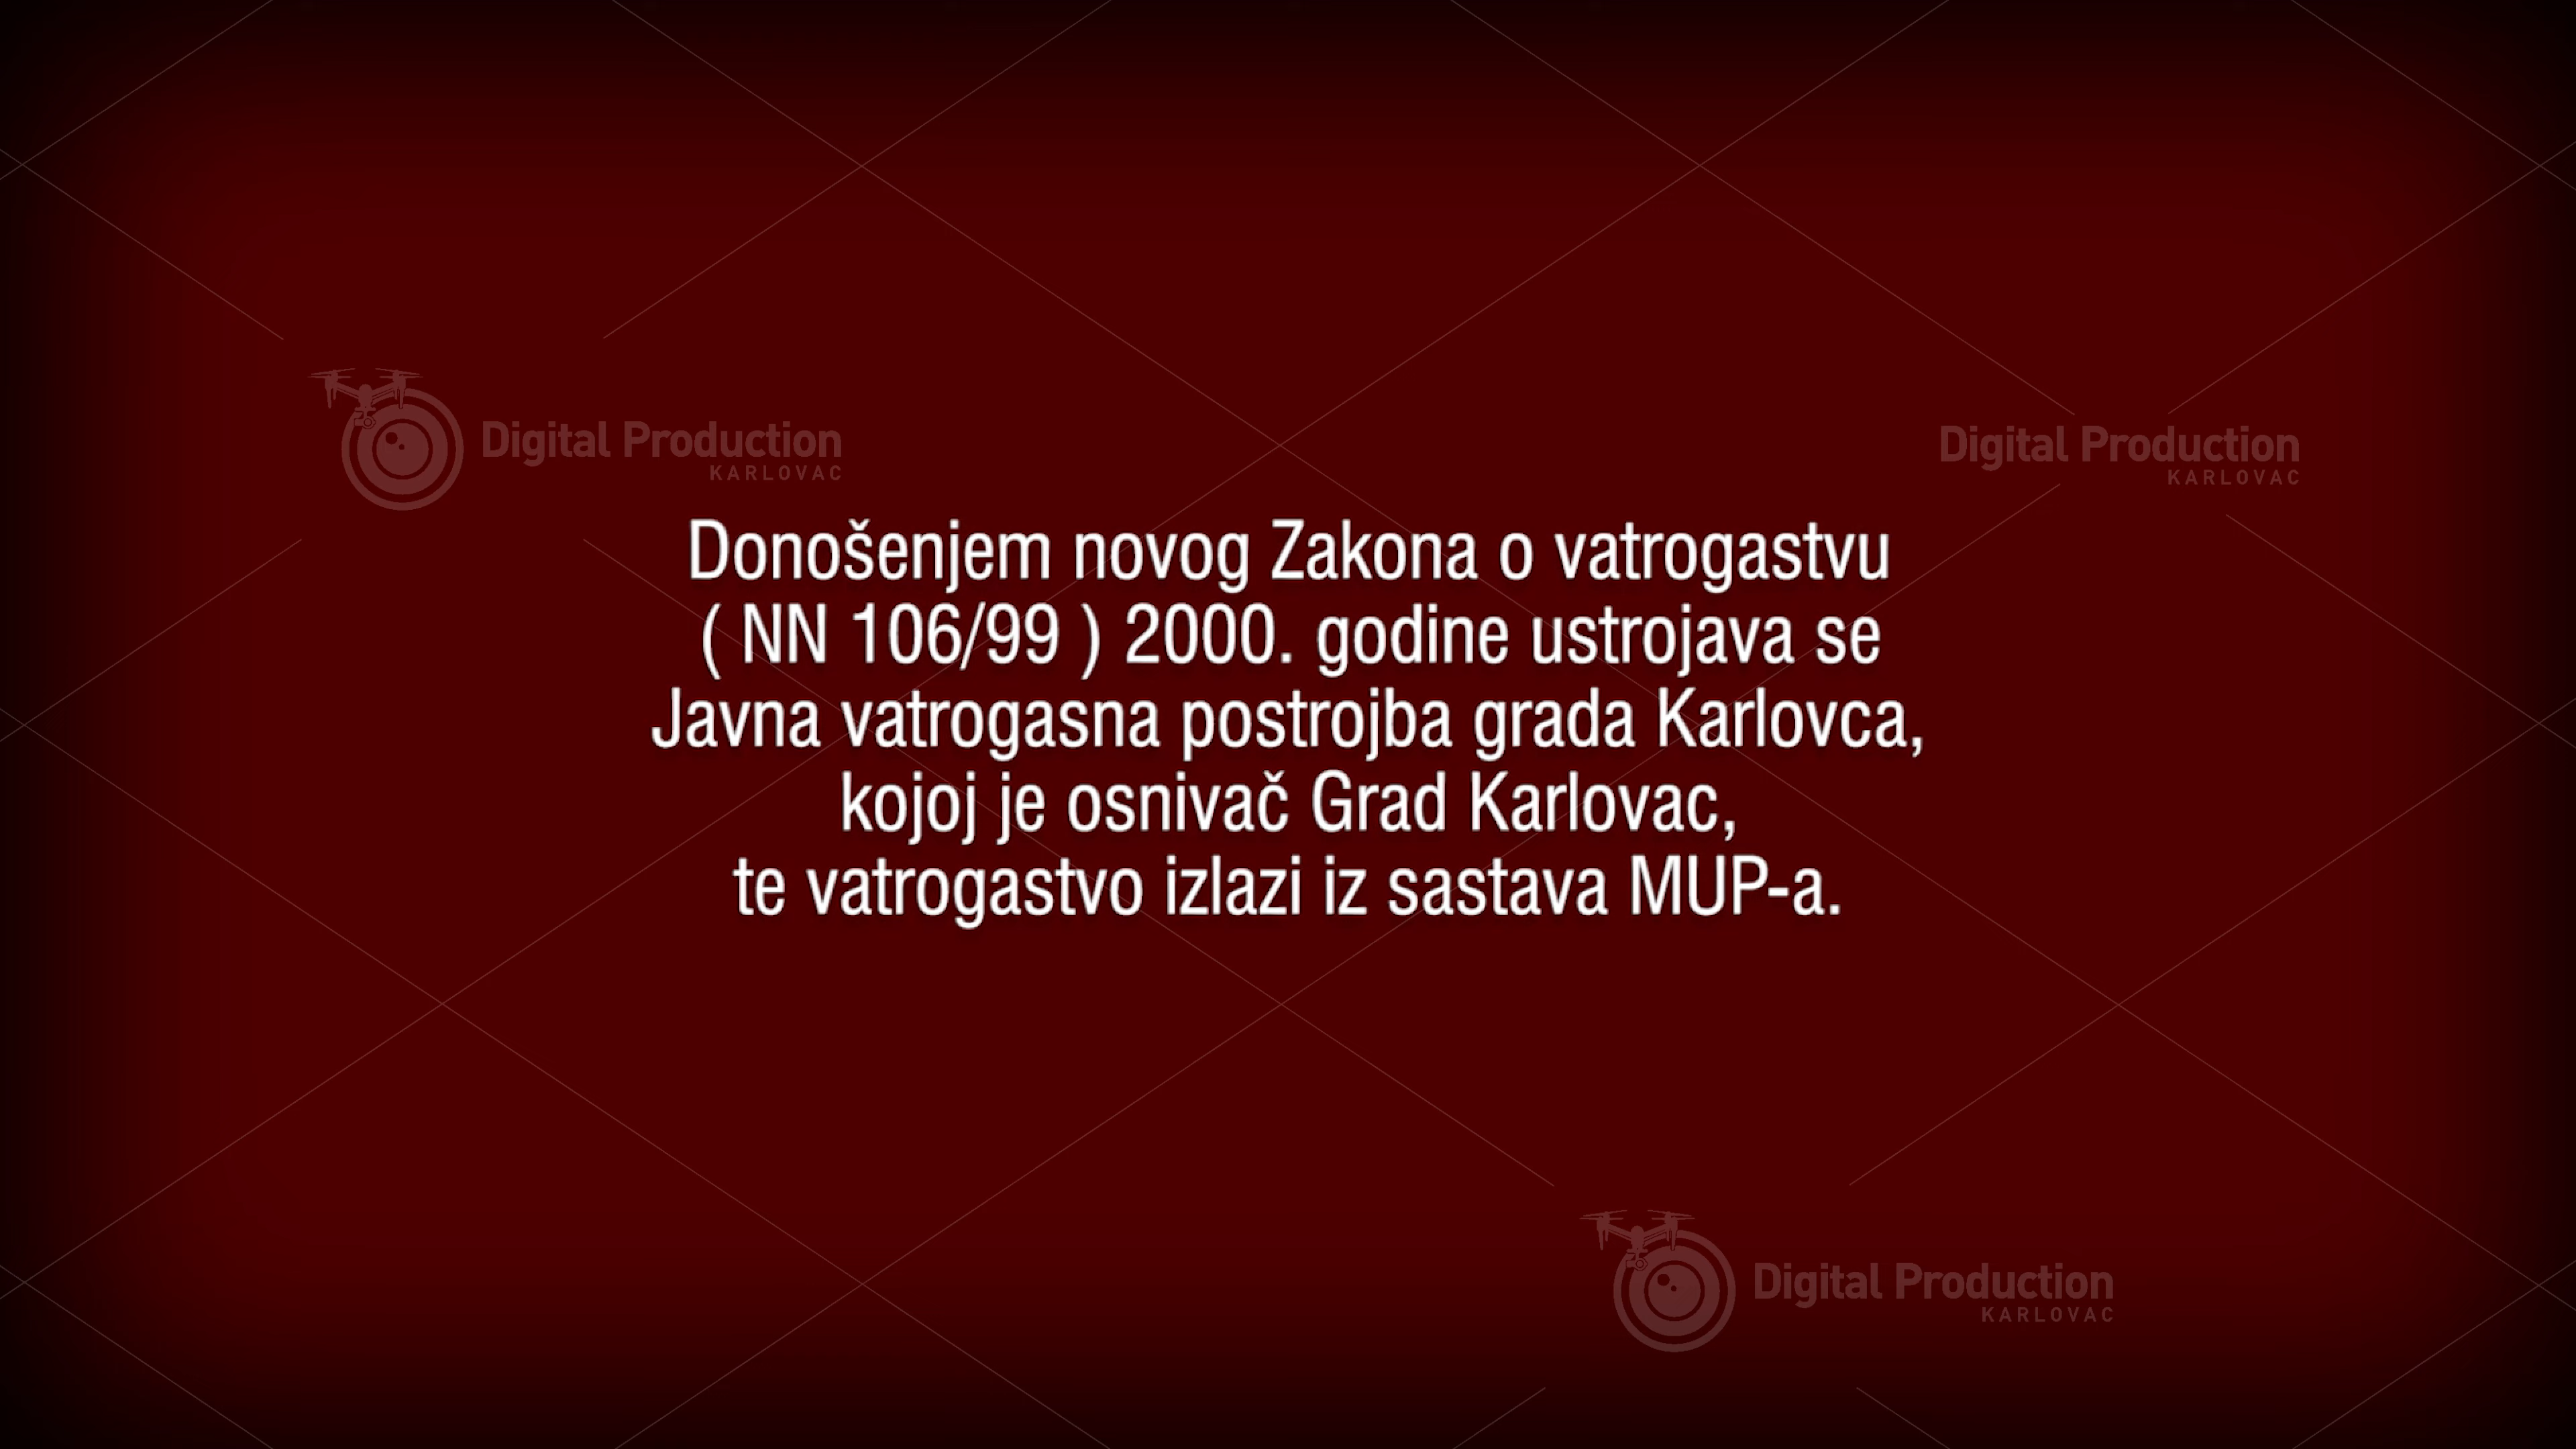 Digital Production
KARLOVAC
Digital Production
KARLOVAC
Donošenjem novog Zakona o vatrogastvu
( NN 106/99 ) 2000. godine ustrojava se
Javna vatrogasna postrojba grada Karlovca,
kojoj je osnivač Grad Karlovac,
te vatrogastvo izlazi iz sastava MUP-a.
Digital Production
KARLOVAC